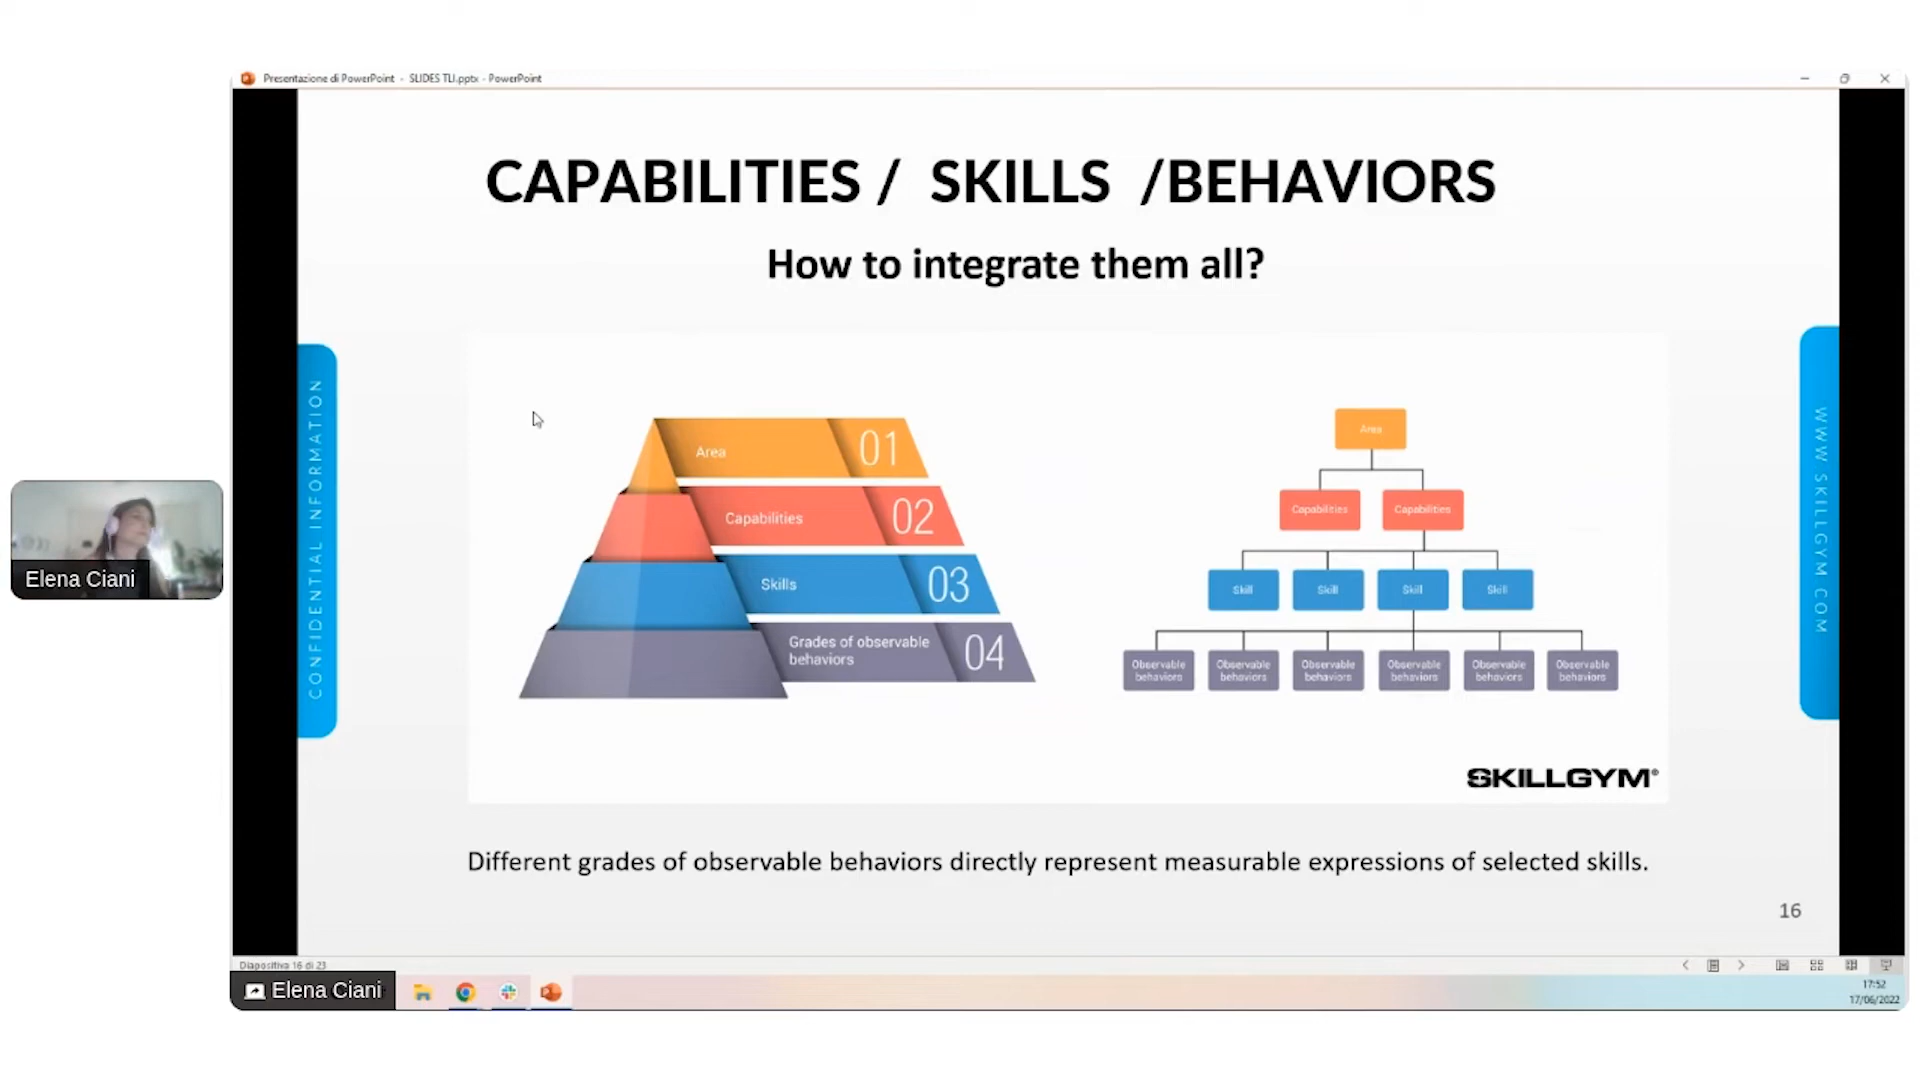 Presentazione di PowerPoint - SLIDES TLI.pptx - PowerPoint
CAPABILITIES / SKILLS /BEHAVIORS
How to integrate them all?
CONFIDENTIAL INFORMATION
WWW.SKILLGYM.COM
Area 01
Capabilities 02
Skills 03
Grades of observable
behaviors 04
Area
Capabilities Capabilities
Skill Skill Skill Skill
Observable Observable Observable Observable Observable Observable
behaviors behaviors behaviors behaviors behaviors behaviors
SKILLGYM®
Different grades of observable behaviors directly represent measurable expressions of selected skills.
16
Elena Ciani
Diapositiva 16 di 23
Elena Ciani
17:52
17/06/2022